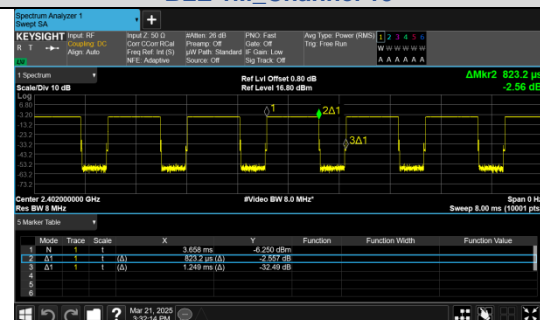 Spectrum Analyzer 1
Swept SA
+
KEYSIGHT Input: RF Input Z: 50 Ω #Atten: 26 dB PNO: Fast Avg Type: Power (RMS) 1 2 3 4 5 6
R T Coupling: DC Corr CCorr RCal Preamp: Off Gate: Off Trig: Free Run W W W W W W
Align: Auto Freq Ref: Int (S) µW Path: Standard IF Gain: Low
NFE: Adaptive Source: Off Sig Track: Off A A A A A A
1 Spectrum Ref Lvl Offset 0.80 dB ΔMkr2 823.2 µs
Scale/Div 10 dB Ref Level 16.80 dBm -2.56 dB
Log
6.80
-3.20
-13.2
-23.2
-33.2
-43.2
-53.2
-63.2
-73.2
1
2Δ1
3Δ1
Center 2.402000000 GHz #Video BW 8.0 MHz* Span 0 Hz
Res BW 8 MHz Sweep 8.00 ms (10001 pts)
5 Marker Table
Mode Trace Scale X Y Function Function Width Function Value
1 N 1 t 3.658 ms -6.250 dBm
2 Δ1 1 t (Δ) 823.2 µs (Δ) -2.557 dB
3 Δ1 1 t (Δ) 1.249 ms (Δ) -32.49 dB
4
5
6
? Mar 21, 2025
3:32:14 PM